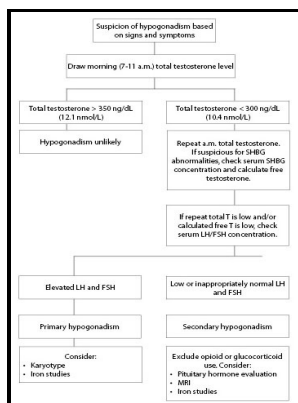 Suspicion of hypogonadism based
on signs and symptoms
Draw morning (7-11 a.m.) total testosterone level
Total testosterone > 350 ng/dL
(12.1 nmol/L)
Total testosterone < 300 ng/dL
(10.4 nmol/L)
Hypogonadism unlikely
Repeat a.m. total testosterone.
If suspicious for SHBG
abnormalities, check serum SHBG
concentration and calculate free
testosterone.
If repeat total T is low and/or
calculated free T is low, check
serum LH/FSH concentration.
Elevated LH and FSH
Low or inappropriately normal LH
and FSH
Primary hypogonadism
Secondary hypogonadism
Consider:
• Karyotype
• Iron studies
Exclude opioid or glucocorticoid
use. Consider:
• Pituitary hormone evaluation
• MRI
• Iron studies